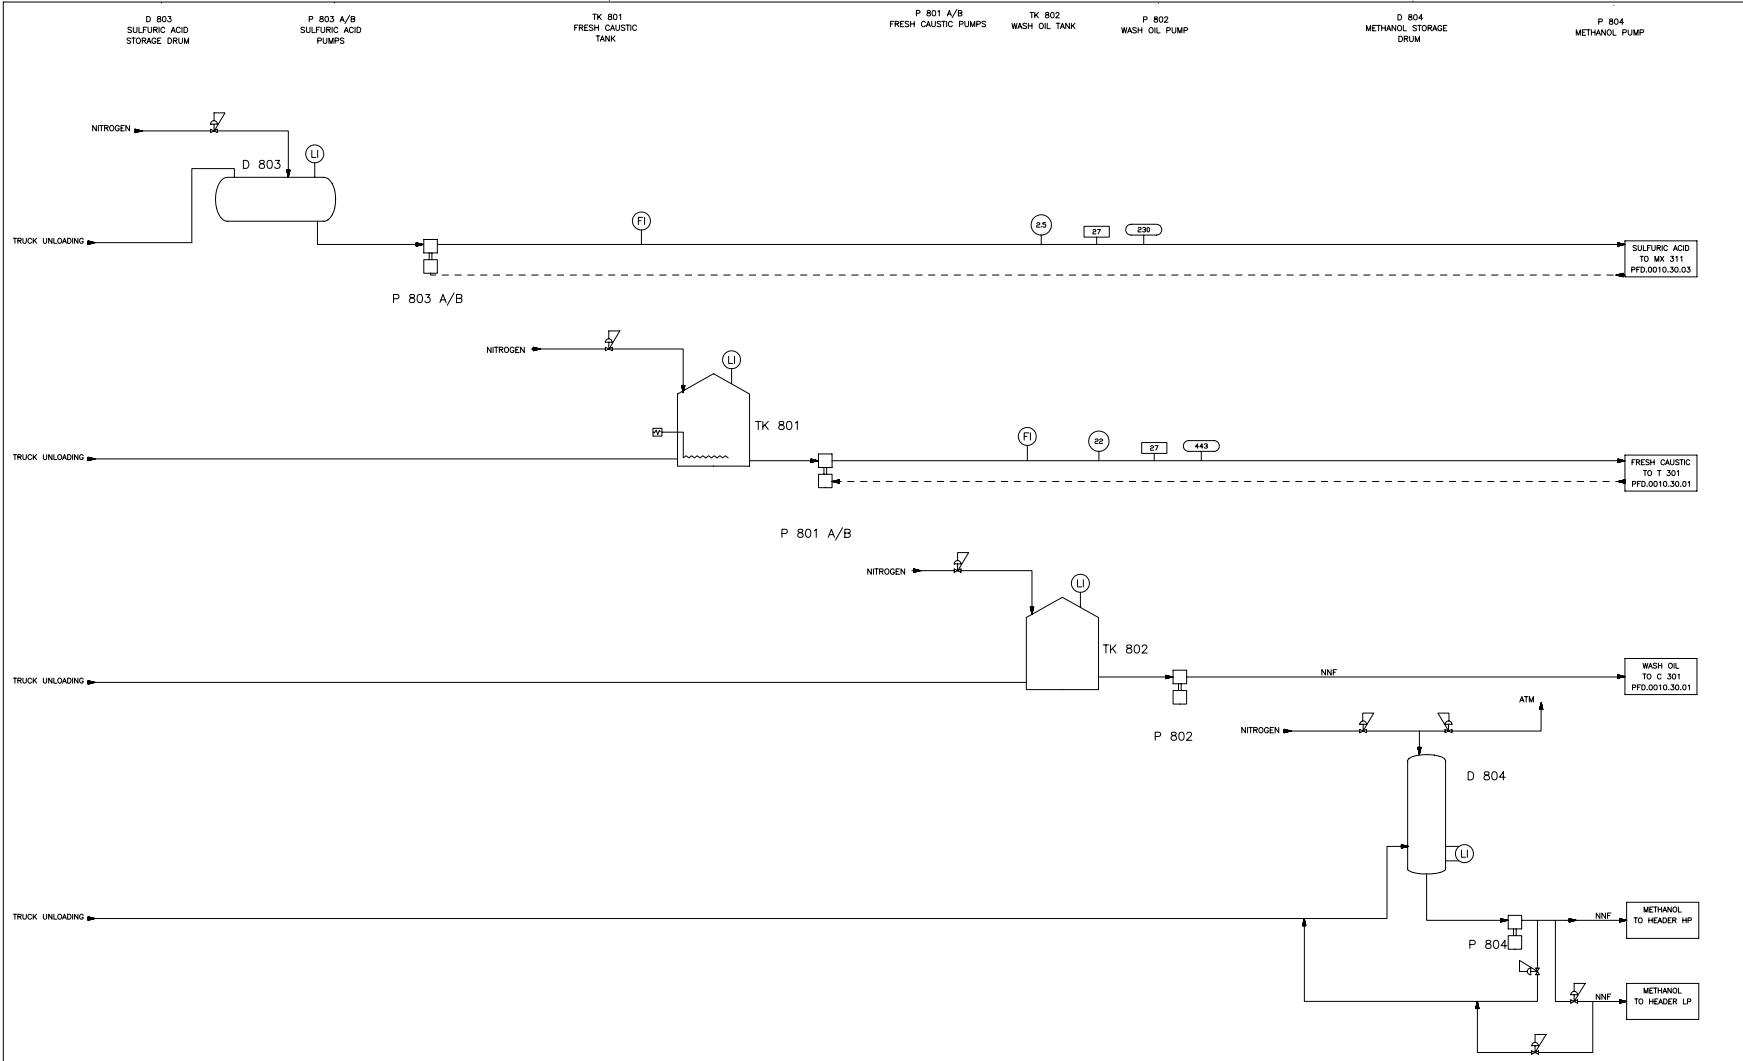 D 803
SULFURIC ACID
STORAGE DRUM
P 803 A/B
SULFURIC ACID
PUMPS
TK 801
FRESH CAUSTIC
TANK
P 801 A/B
FRESH CAUSTIC PUMPS
TK 802
WASH OIL TANK
P 802
WASH OIL PUMP
D 804
METHANOL STORAGE
DRUM
P 804
METHANOL PUMP
NITROGEN
D 803
LI
TRUCK UNLOADING
FI
2.5
27
230
SULFURIC ACID
TO MX 311
PFD.0010.30.03
P 803 A/B
NITROGEN
LI
TK 801
TRUCK UNLOADING
FI
22
27
443
FRESH CAUSTIC
TO T 301
PFD.0010.30.01
P 801 A/B
NITROGEN
LI
TK 802
TRUCK UNLOADING
NNF
WASH OIL
TO C 301
PFD.0010.30.01
P 802
NITROGEN
ATM
D 804
LI
TRUCK UNLOADING
P 804
NNF
METHANOL
TO HEADER HP
NNF
METHANOL
TO HEADER LP